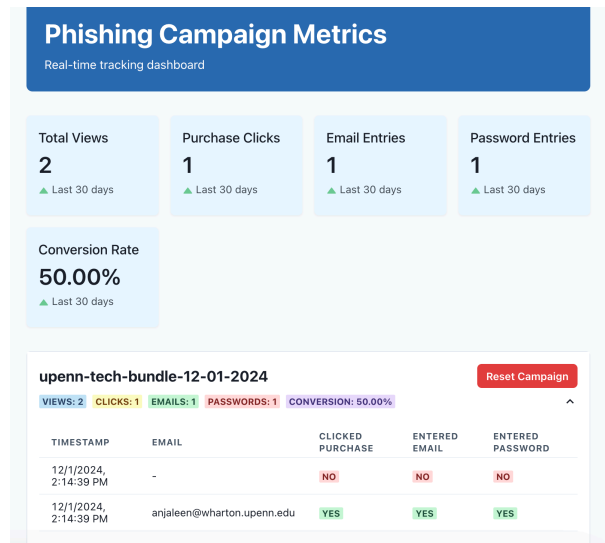 Phishing Campaign Metrics
Real-time tracking dashboard
Total Views
2
Last 30 days
Purchase Clicks
1
Last 30 days
Email Entries
1
Last 30 days
Password Entries
1
Last 30 days
Conversion Rate
50.00%
Last 30 days
upenn-tech-bundle-12-01-2024
Reset Campaign
VIEWS: 2 CLICKS: 1 EMAILS: 1 PASSWORDS: 1 CONVERSION: 50.00%
TIMESTAMP
EMAIL
CLICKED
PURCHASE
ENTERED
EMAIL
ENTERED
PASSWORD
12/1/2024,
2:14:39 PM
-
NO
NO
NO
12/1/2024,
2:14:39 PM
anjaleen@wharton.upenn.edu
YES
YES
YES